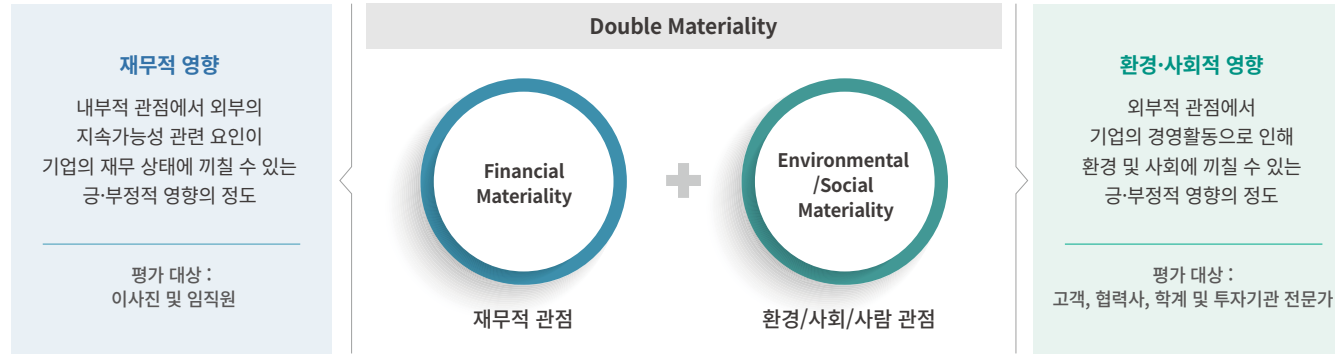 재무적 영향
내부적 관점에서 외부의
지속가능성 관련 요인이
기업의 재무 상태에 끼칠 수 있는
긍·부정적 영향의 정도
평가 대상 :
이사진 및 임직원
Double Materiality
Financial
Materiality
재무적 관점
Environmental
/Social
Materiality
환경/사회/사람 관점
환경·사회적 영향
외부적 관점에서
기업의 경영활동으로 인해
환경 및 사회에 끼칠 수 있는
긍·부정적 영향의 정도
평가 대상 :
고객, 협력사, 학계 및 투자기관 전문가